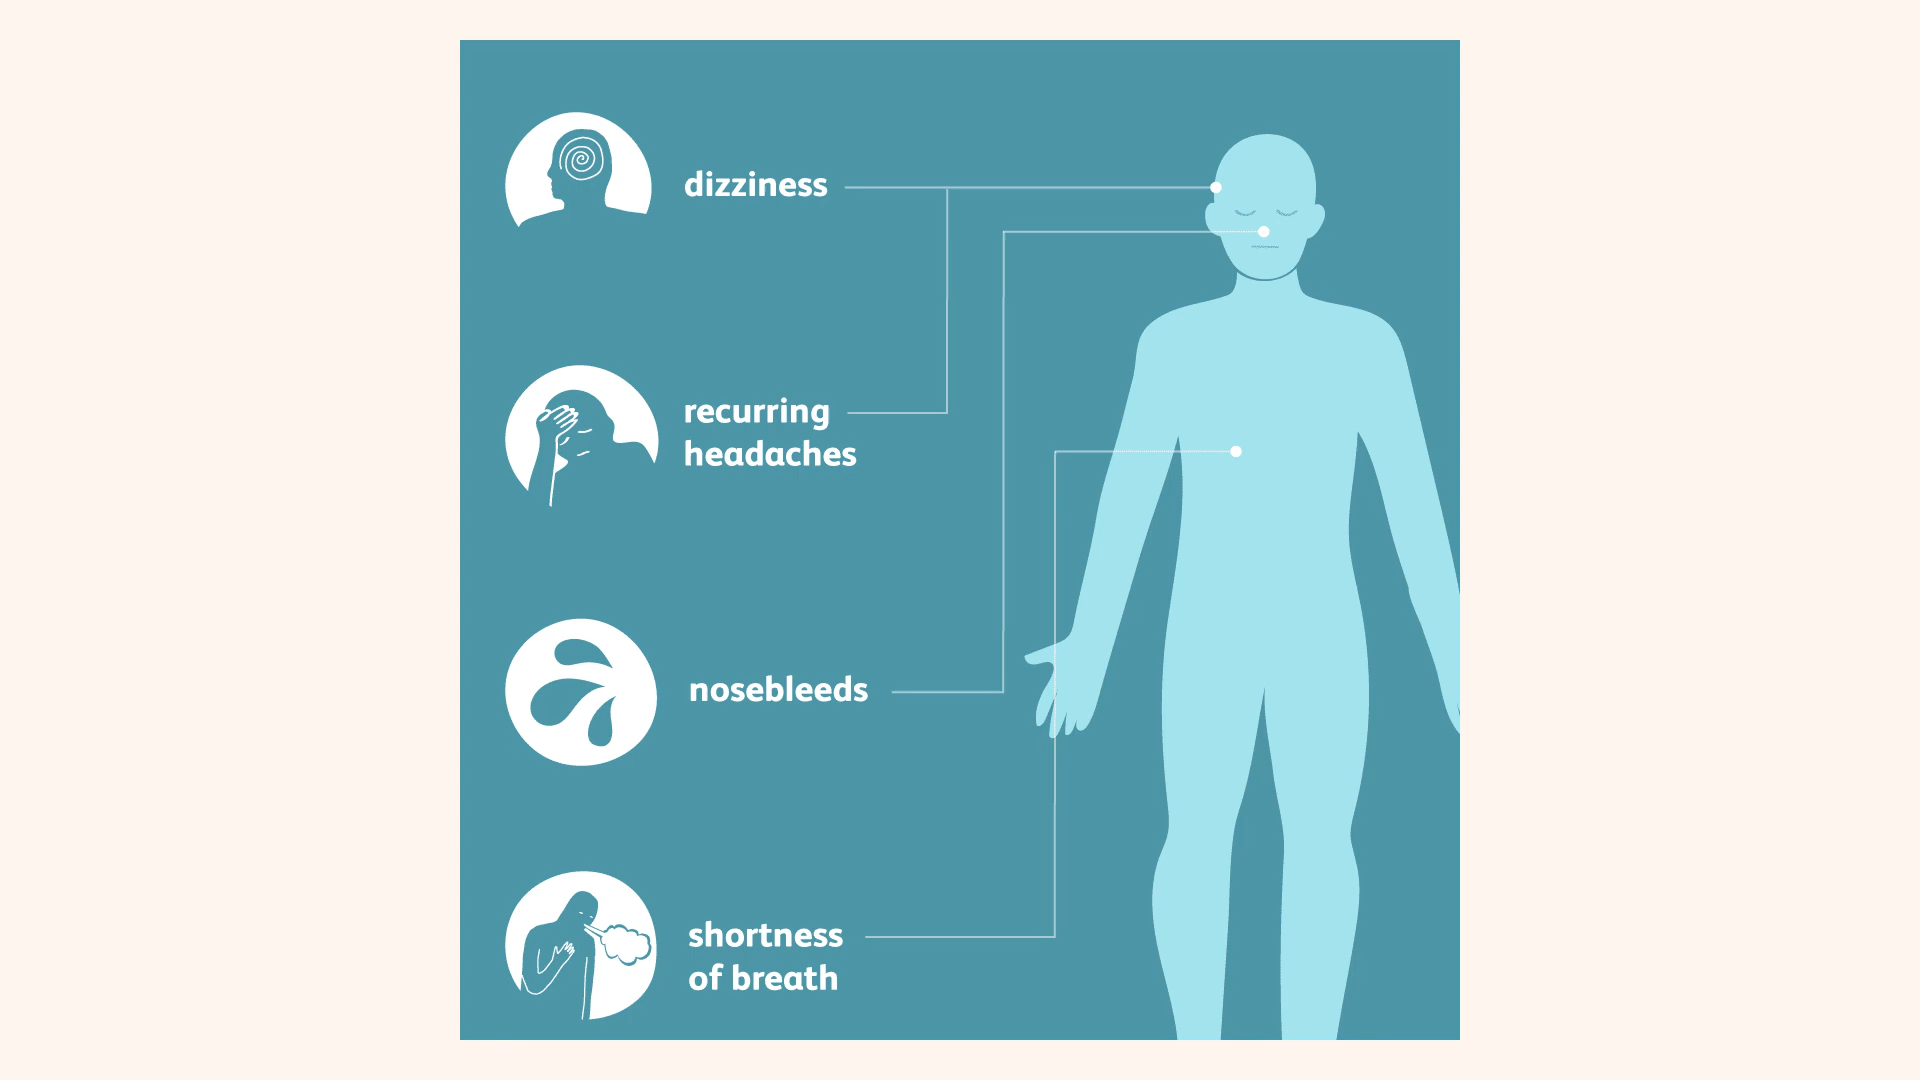 dizziness
recurring
headaches
nosebleeds
shortness
of breath